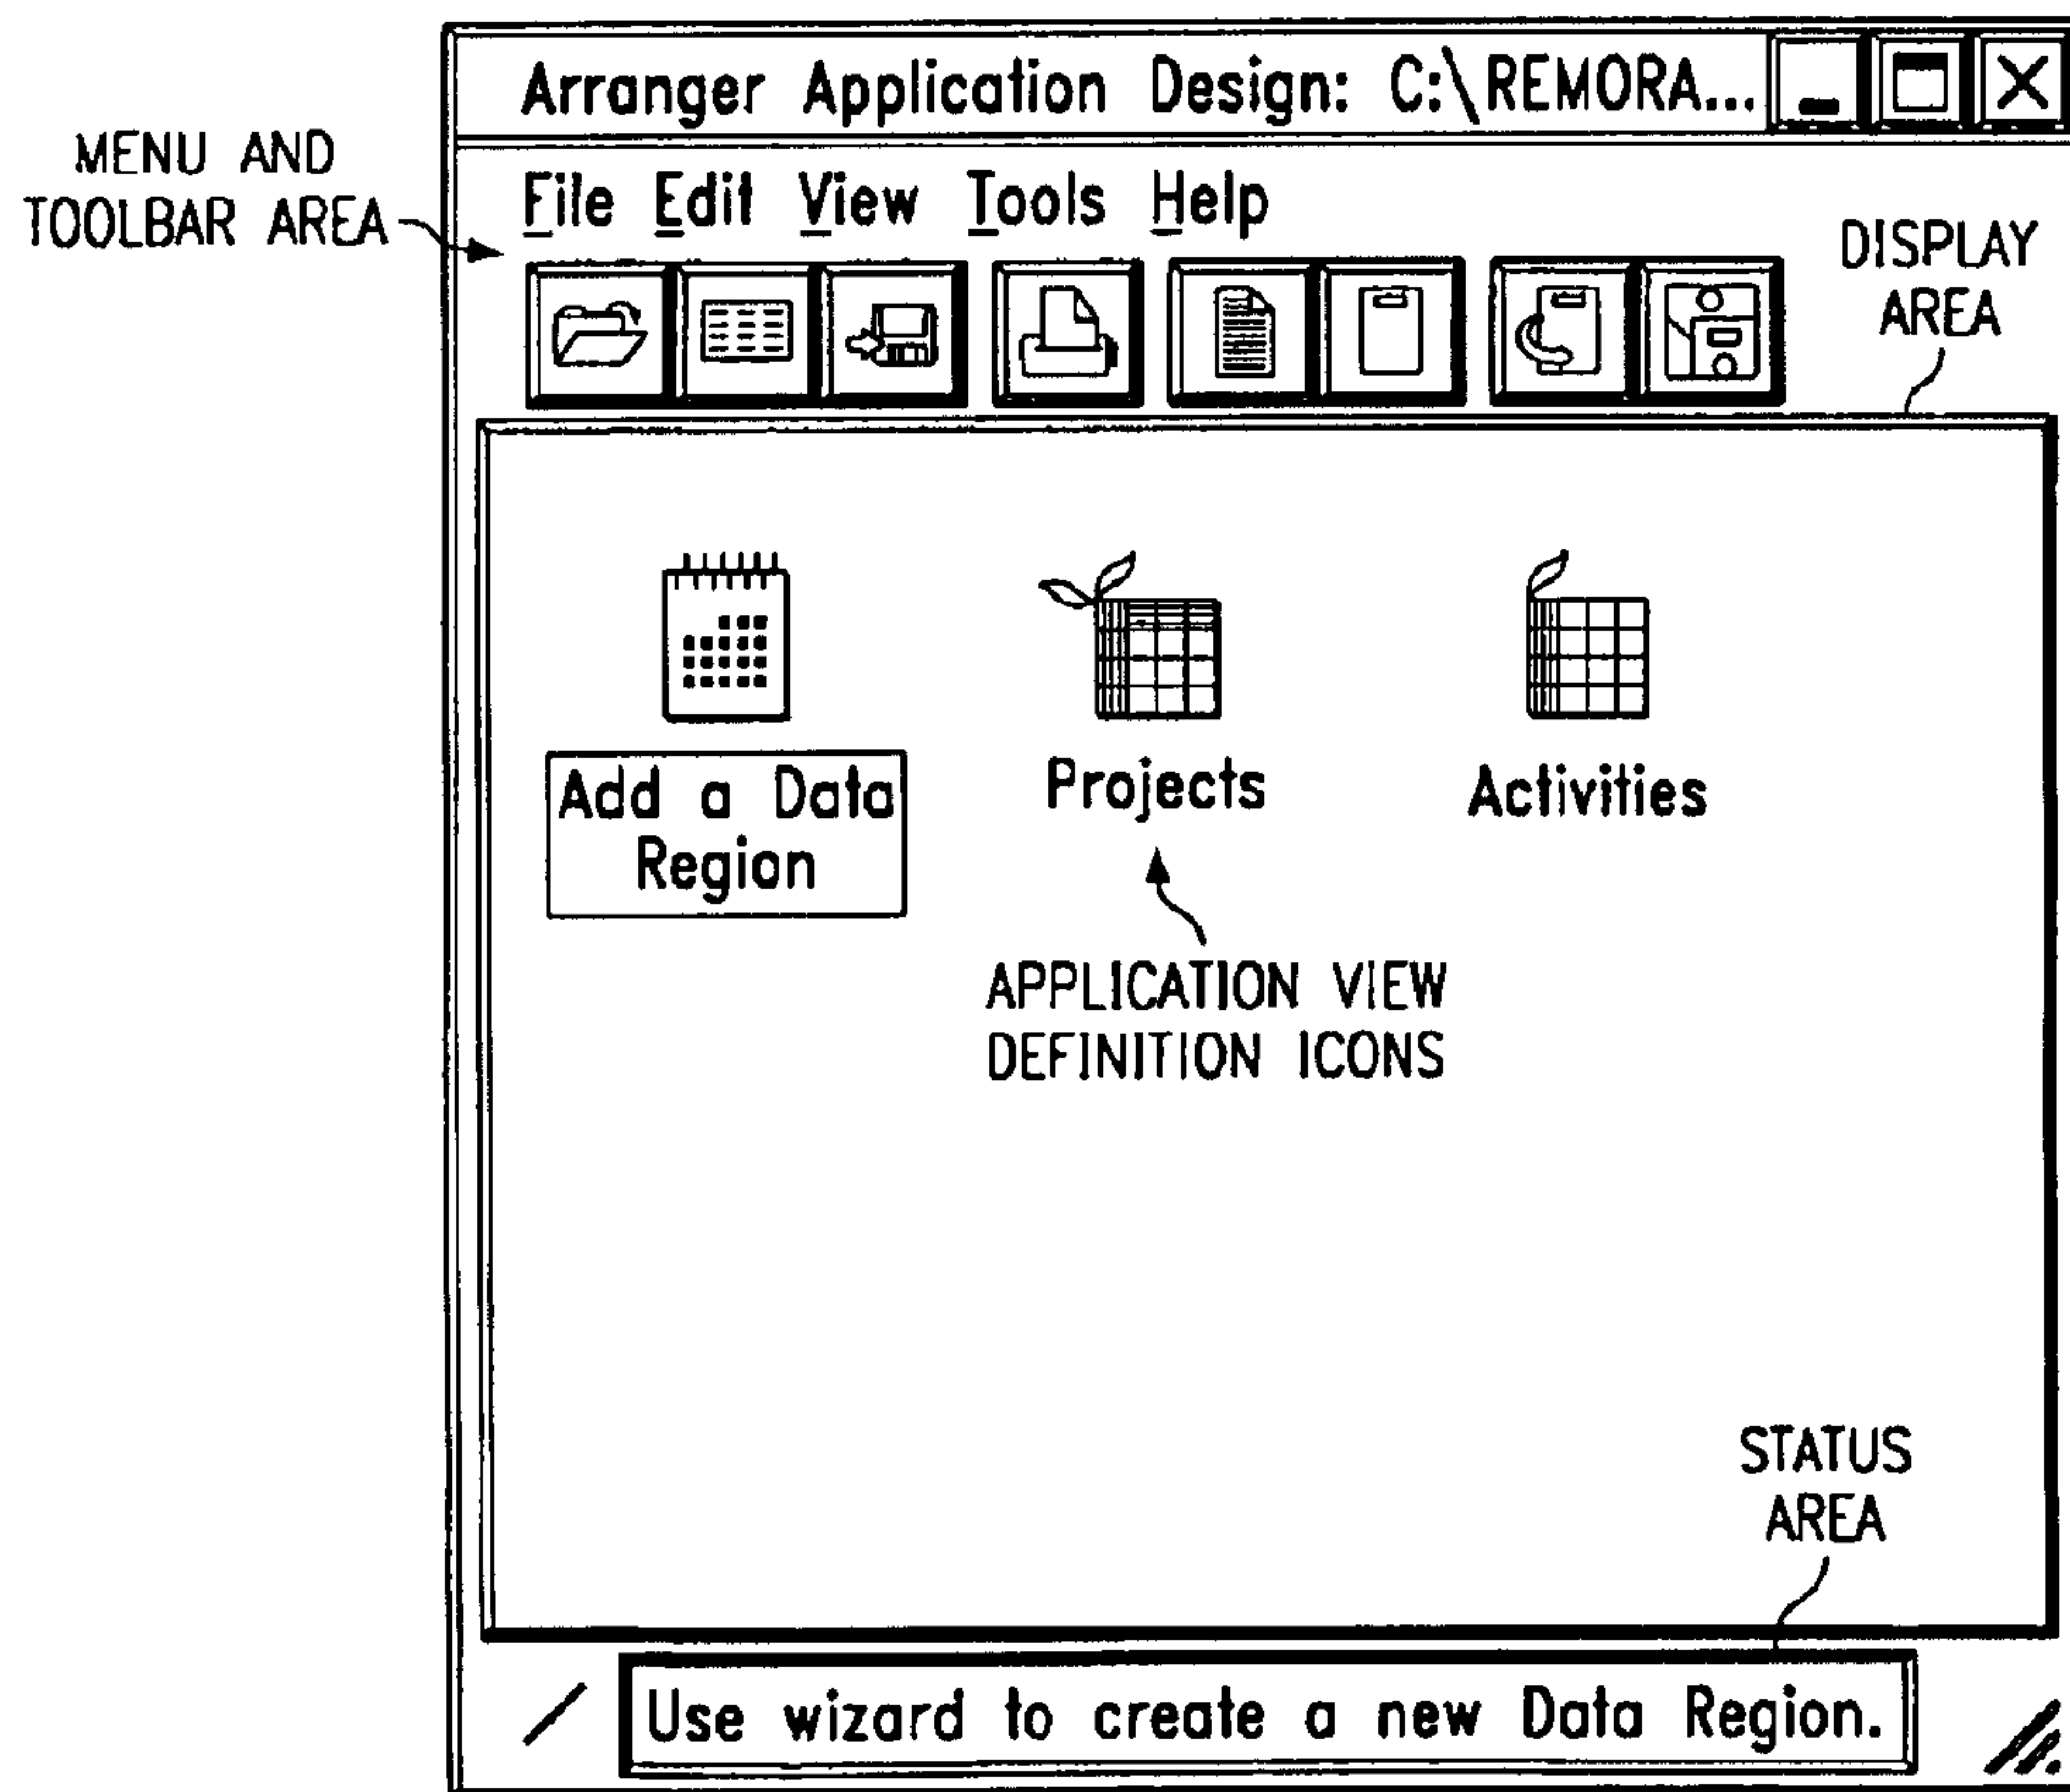 Arranger Application Design: C:\REMORA...
MENU AND
TOOLBAR AREA
File Edit View Tools Help
DISPLAY
AREA
Add a Data
Region
Projects
Activities
APPLICATION VIEW
DEFINITION ICONS
STATUS
AREA
Use wizard to create a new Data Region.